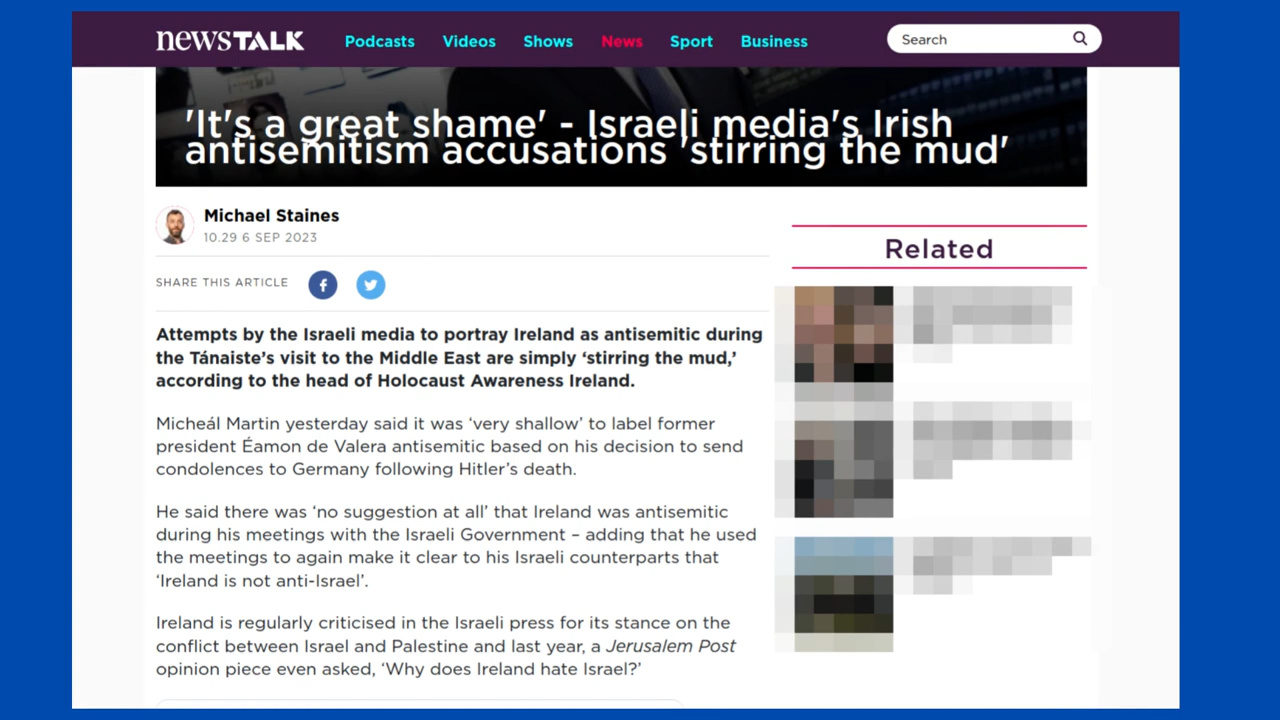 newsTALK
Podcasts Videos Shows News Sport Business
Search
'It's a great shame' - Israeli media's Irish
antisemitism accusations 'stirring the mud'
Michael Staines
10.29 6 SEP 2023
SHARE THIS ARTICLE
Related
Attempts by the Israeli media to portray Ireland as antisemitic during
the Tánaiste’s visit to the Middle East are simply ‘stirring the mud,’
according to the head of Holocaust Awareness Ireland.
Micheál Martin yesterday said it was ‘very shallow’ to label former
president Éamon de Valera antisemitic based on his decision to send
condolences to Germany following Hitler’s death.
He said there was ‘no suggestion at all’ that Ireland was antisemitic
during his meetings with the Israeli Government – adding that he used
the meetings to again make it clear to his Israeli counterparts that
‘Ireland is not anti-Israel’.
Ireland is regularly criticised in the Israeli press for its stance on the
conflict between Israel and Palestine and last year, a Jerusalem Post
opinion piece even asked, ‘Why does Ireland hate Israel?’